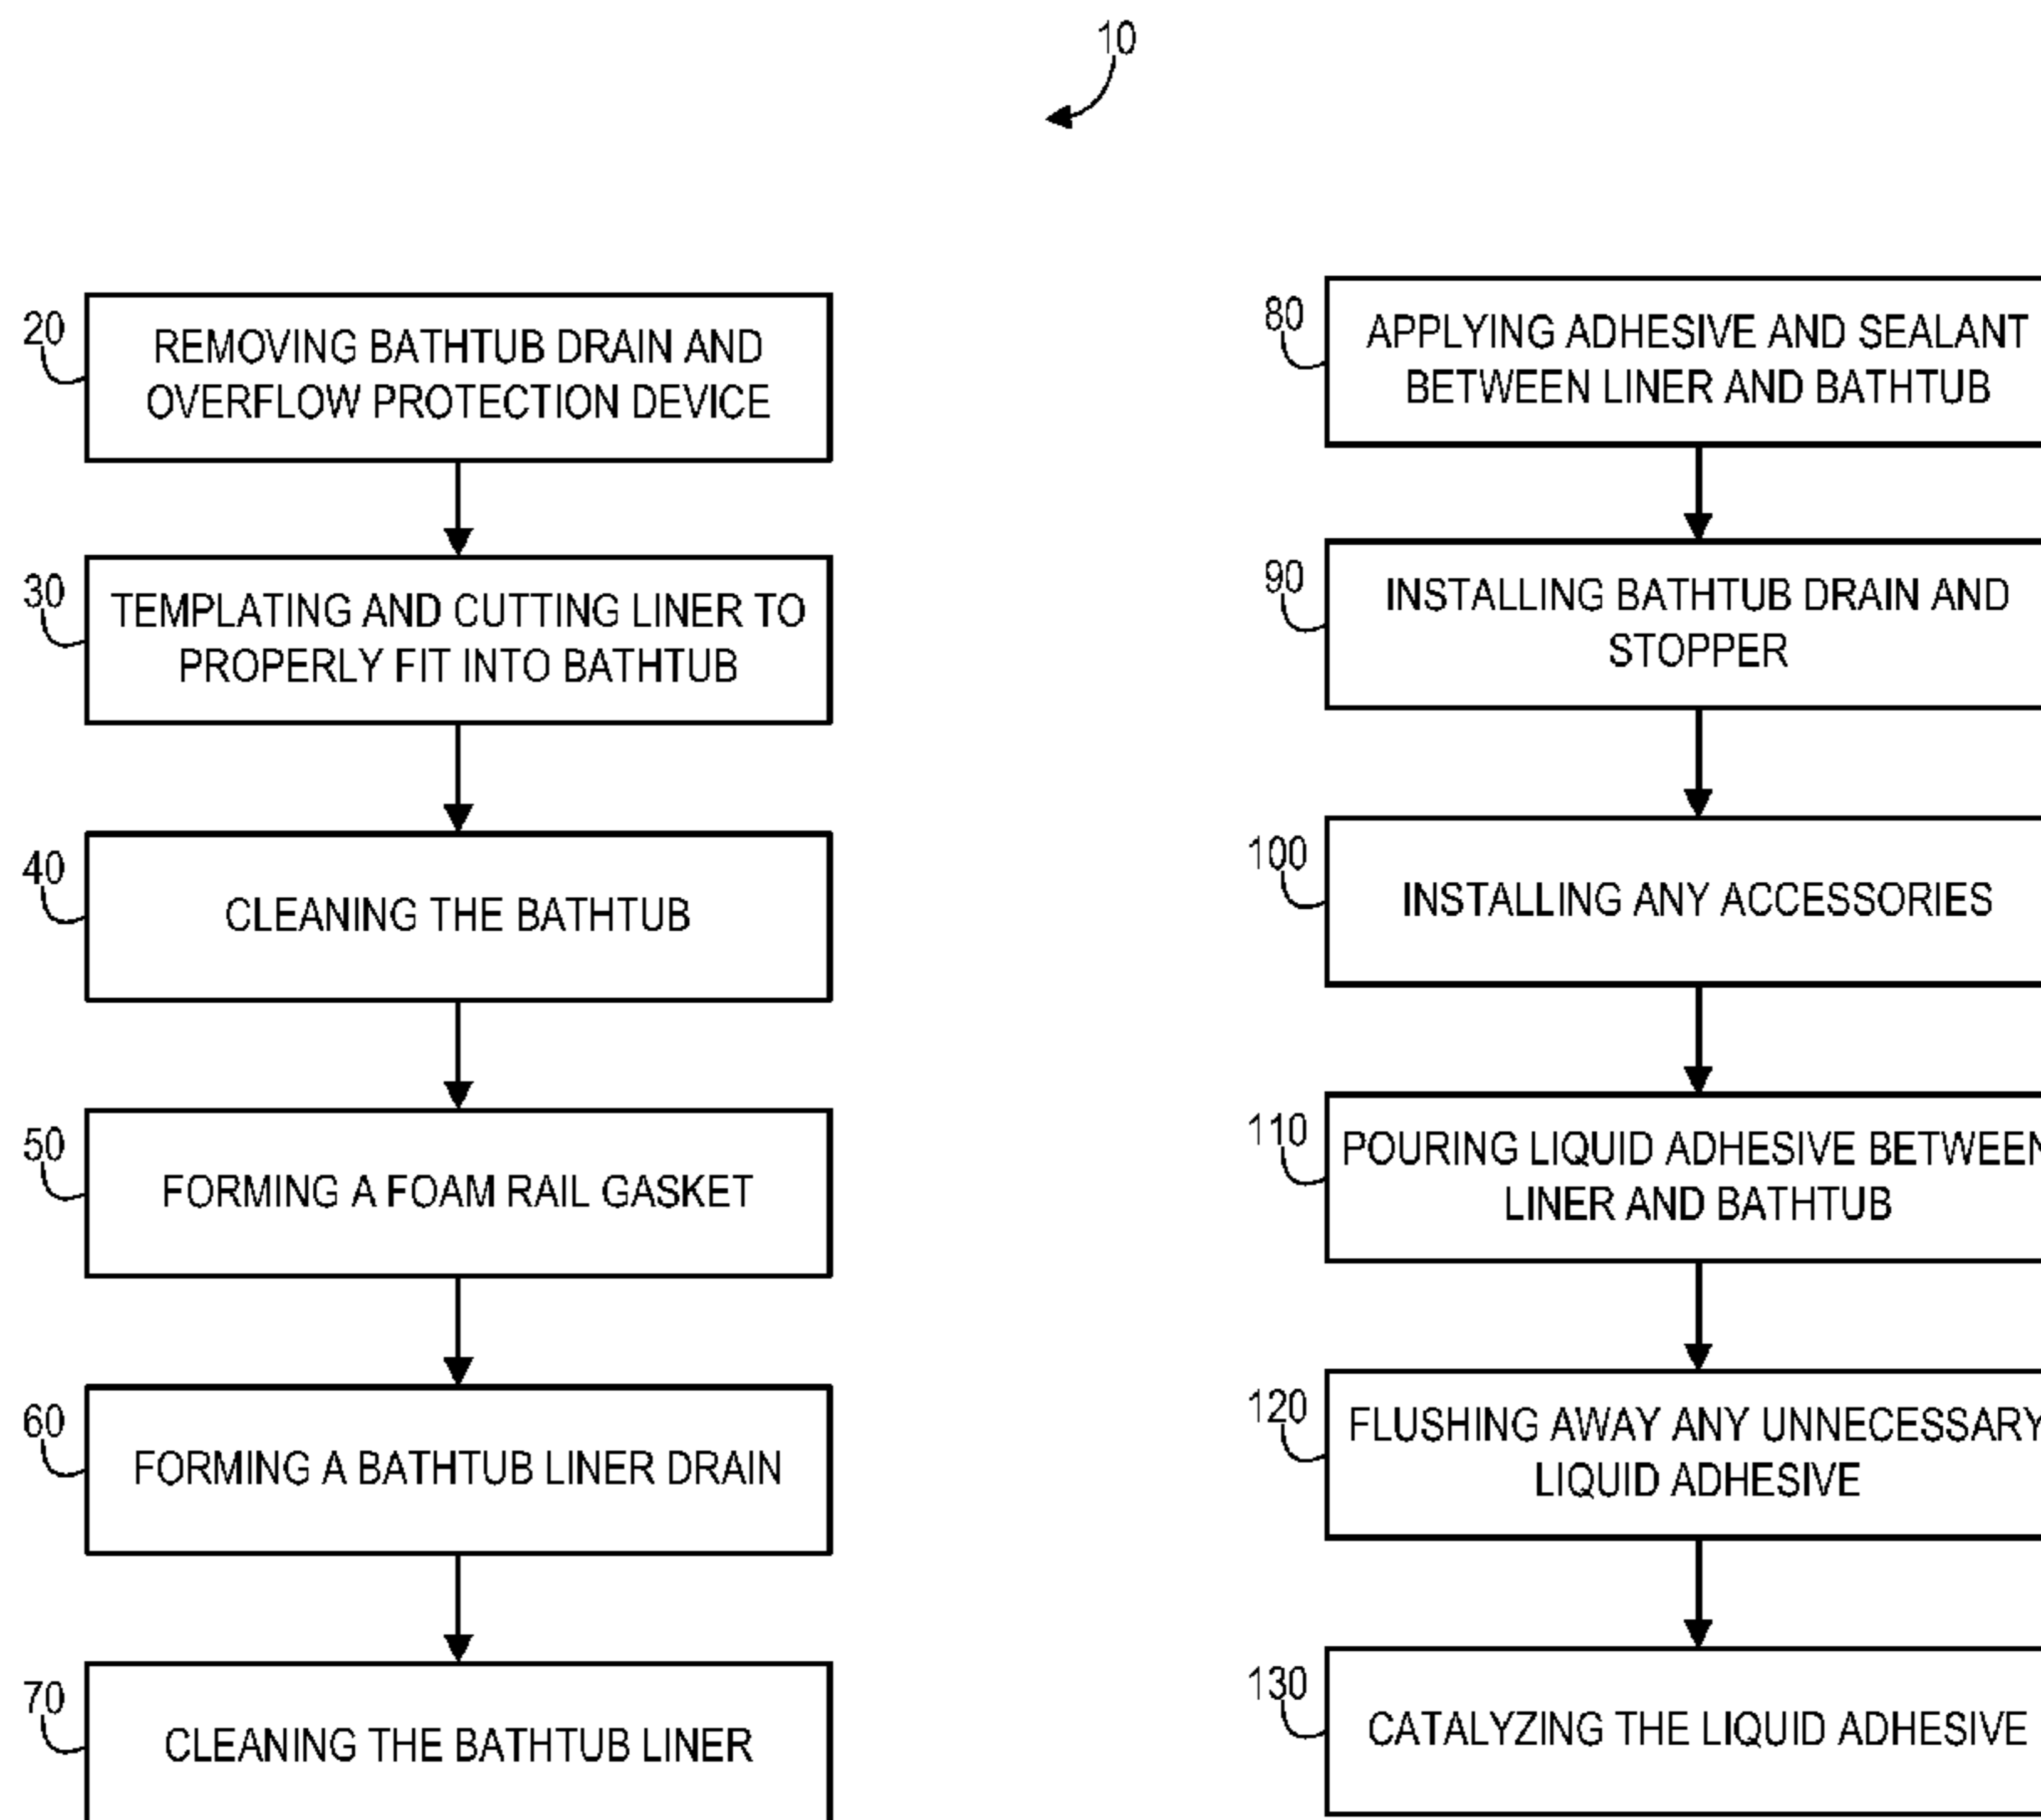 10
20
REMOVING BATHTUB DRAIN AND
OVERFLOW PROTECTION DEVICE
30
TEMPLATING AND CUTTING LINER TO
PROPERLY FIT INTO BATHTUB
40
CLEANING THE BATHTUB
50
FORMING A FOAM RAIL GASKET
60
FORMING A BATHTUB LINER DRAIN
70
CLEANING THE BATHTUB LINER
80
APPLYING ADHESIVE AND SEALANT
BETWEEN LINER AND BATHTUB
90
INSTALLING BATHTUB DRAIN AND
STOPPER
100
INSTALLING ANY ACCESSORIES
110
POURING LIQUID ADHESIVE BETWEEN
LINER AND BATHTUB
120
FLUSHING AWAY ANY UNNECESSARY
LIQUID ADHESIVE
130
CATALYZING THE LIQUID ADHESIVE